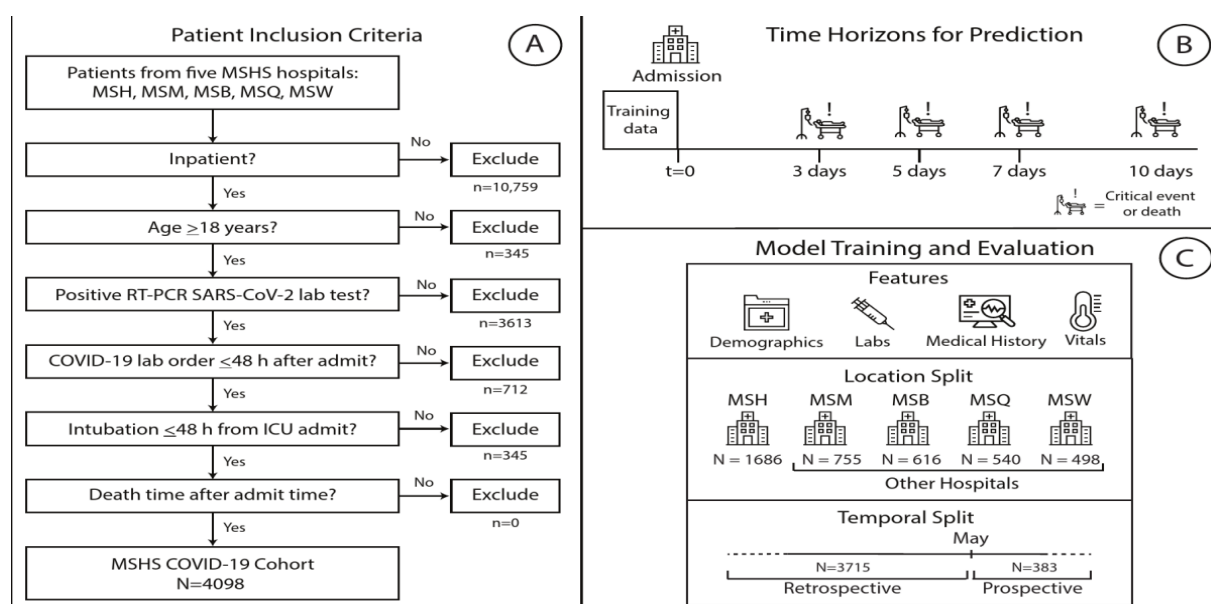 Patient Inclusion Criteria
A
Patients from five MSHS hospitals:
MSH, MSM, MSB, MSQ, MSW
Inpatient?
No
Exclude
n=10,759
Yes
Age ≥18 years?
No
Exclude
n=345
Yes
Positive RT-PCR SARS-CoV-2 lab test?
No
Exclude
n=3613
Yes
COVID-19 lab order ≤48 h after admit?
No
Exclude
n=712
Yes
Intubation ≤48 h from ICU admit?
No
Exclude
n=345
Yes
Death time after admit time?
No
Exclude
n=0
Yes
MSHS COVID-19 Cohort
N=4098
Time Horizons for Prediction
B
Admission
Training
data
! ! ! !
t=0 3 days 5 days 7 days 10 days
! = Critical event
or death
Model Training and Evaluation
C
Features
Demographics Labs Medical History Vitals
Location Split
MSH MSM MSB MSQ MSW
N = 1686 N = 755 N = 616 N = 540 N = 498
Other Hospitals
Temporal Split
May
N=3715 N=383
Retrospective Prospective